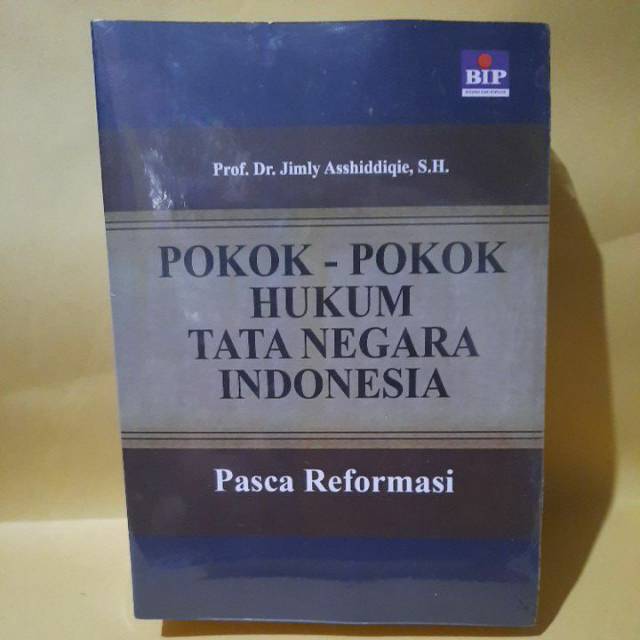 BIP
Prof. Dr. Jimly Asshiddiqie, S.H.
POKOK - POKOK
HUKUM
TATA NEGARA
INDONESIA
Pasca Reformasi